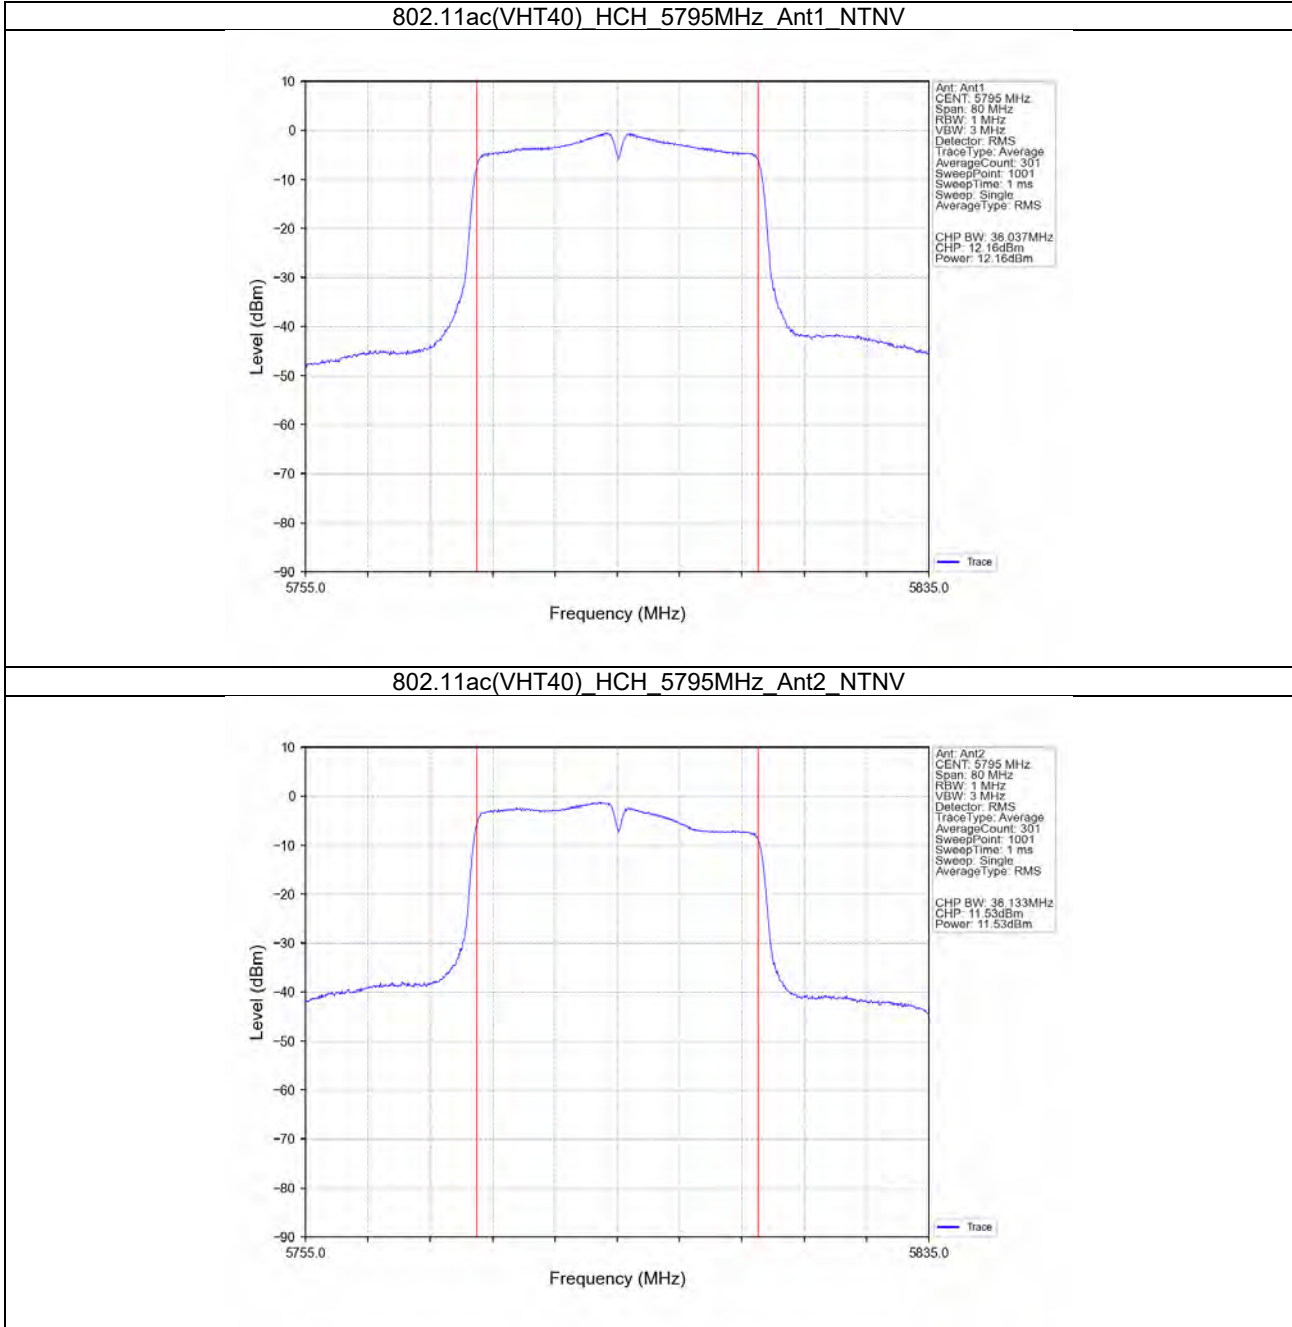 802.11ac(VHT40)_HCH_5795MHz_Ant1_NTNV
10
0
−10
−20
−30
−40
−50
−60
−70
−80
−90
Level (dBm)
5755.0
5835.0
Frequency (MHz)
Ant: Ant1
CENT: 5795 MHz
Span: 80 MHz
RBW: 1 MHz
VBW: 3 MHz
Detector: RMS
TraceType: Average
AverageCount: 301
SweepPoint: 1001
SweepTime: 1 ms
Sweep: Single
AverageType: RMS
CHP BW: 36.037MHz
CHP: 12.16dBm
Power: 12.16dBm
Trace
802.11ac(VHT40)_HCH_5795MHz_Ant2_NTNV
10
0
−10
−20
−30
−40
−50
−60
−70
−80
−90
Level (dBm)
5755.0
5835.0
Frequency (MHz)
Ant: Ant2
CENT: 5795 MHz
Span: 80 MHz
RBW: 1 MHz
VBW: 3 MHz
Detector: RMS
TraceType: Average
AverageCount: 301
SweepPoint: 1001
SweepTime: 1 ms
Sweep: Single
AverageType: RMS
CHP BW: 36.133MHz
CHP: 11.53dBm
Power: 11.53dBm
Trace